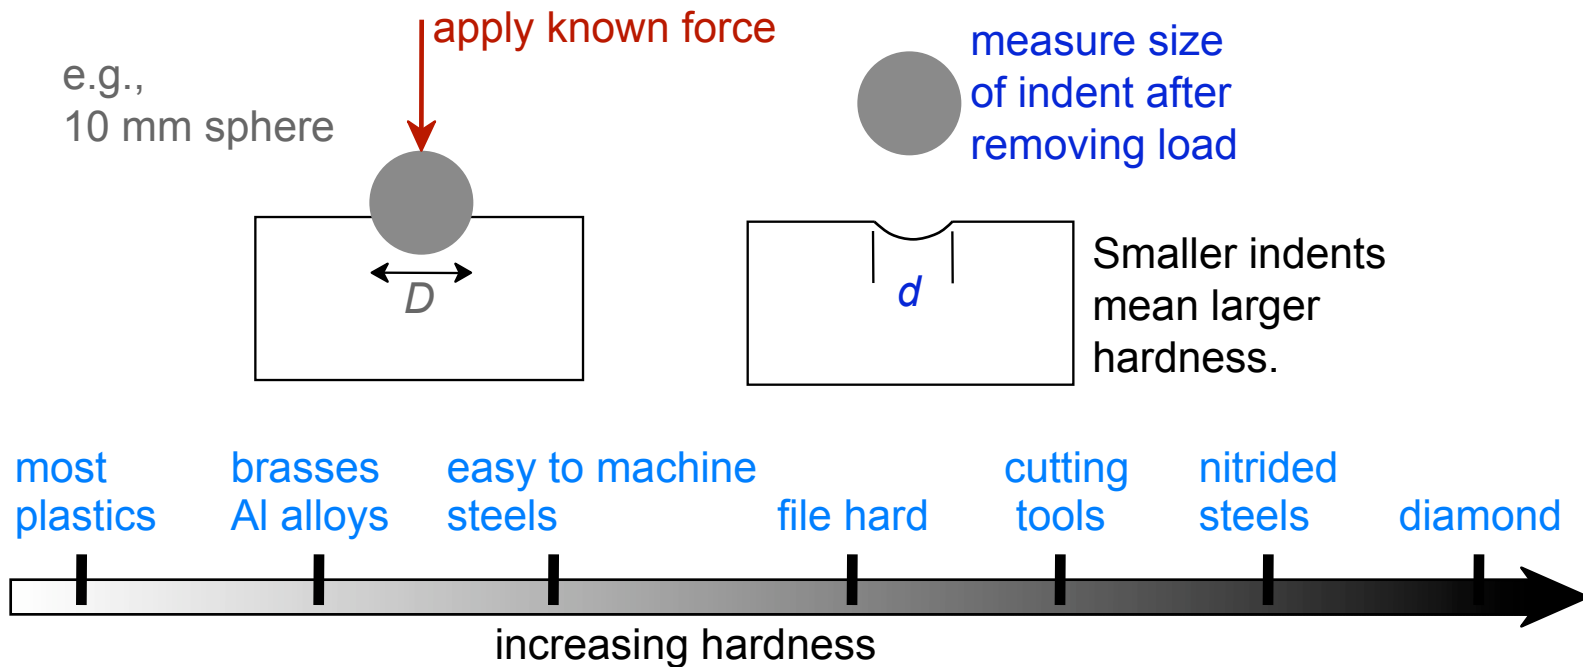 apply known force
e.g.,
10 mm sphere
D
measure size
of indent after
removing load
d
Smaller indents
mean larger
hardness.
most
plastics
brasses
Al alloys
easy to machine
steels
file hard
cutting
tools
nitrided
steels
diamond
increasing hardness